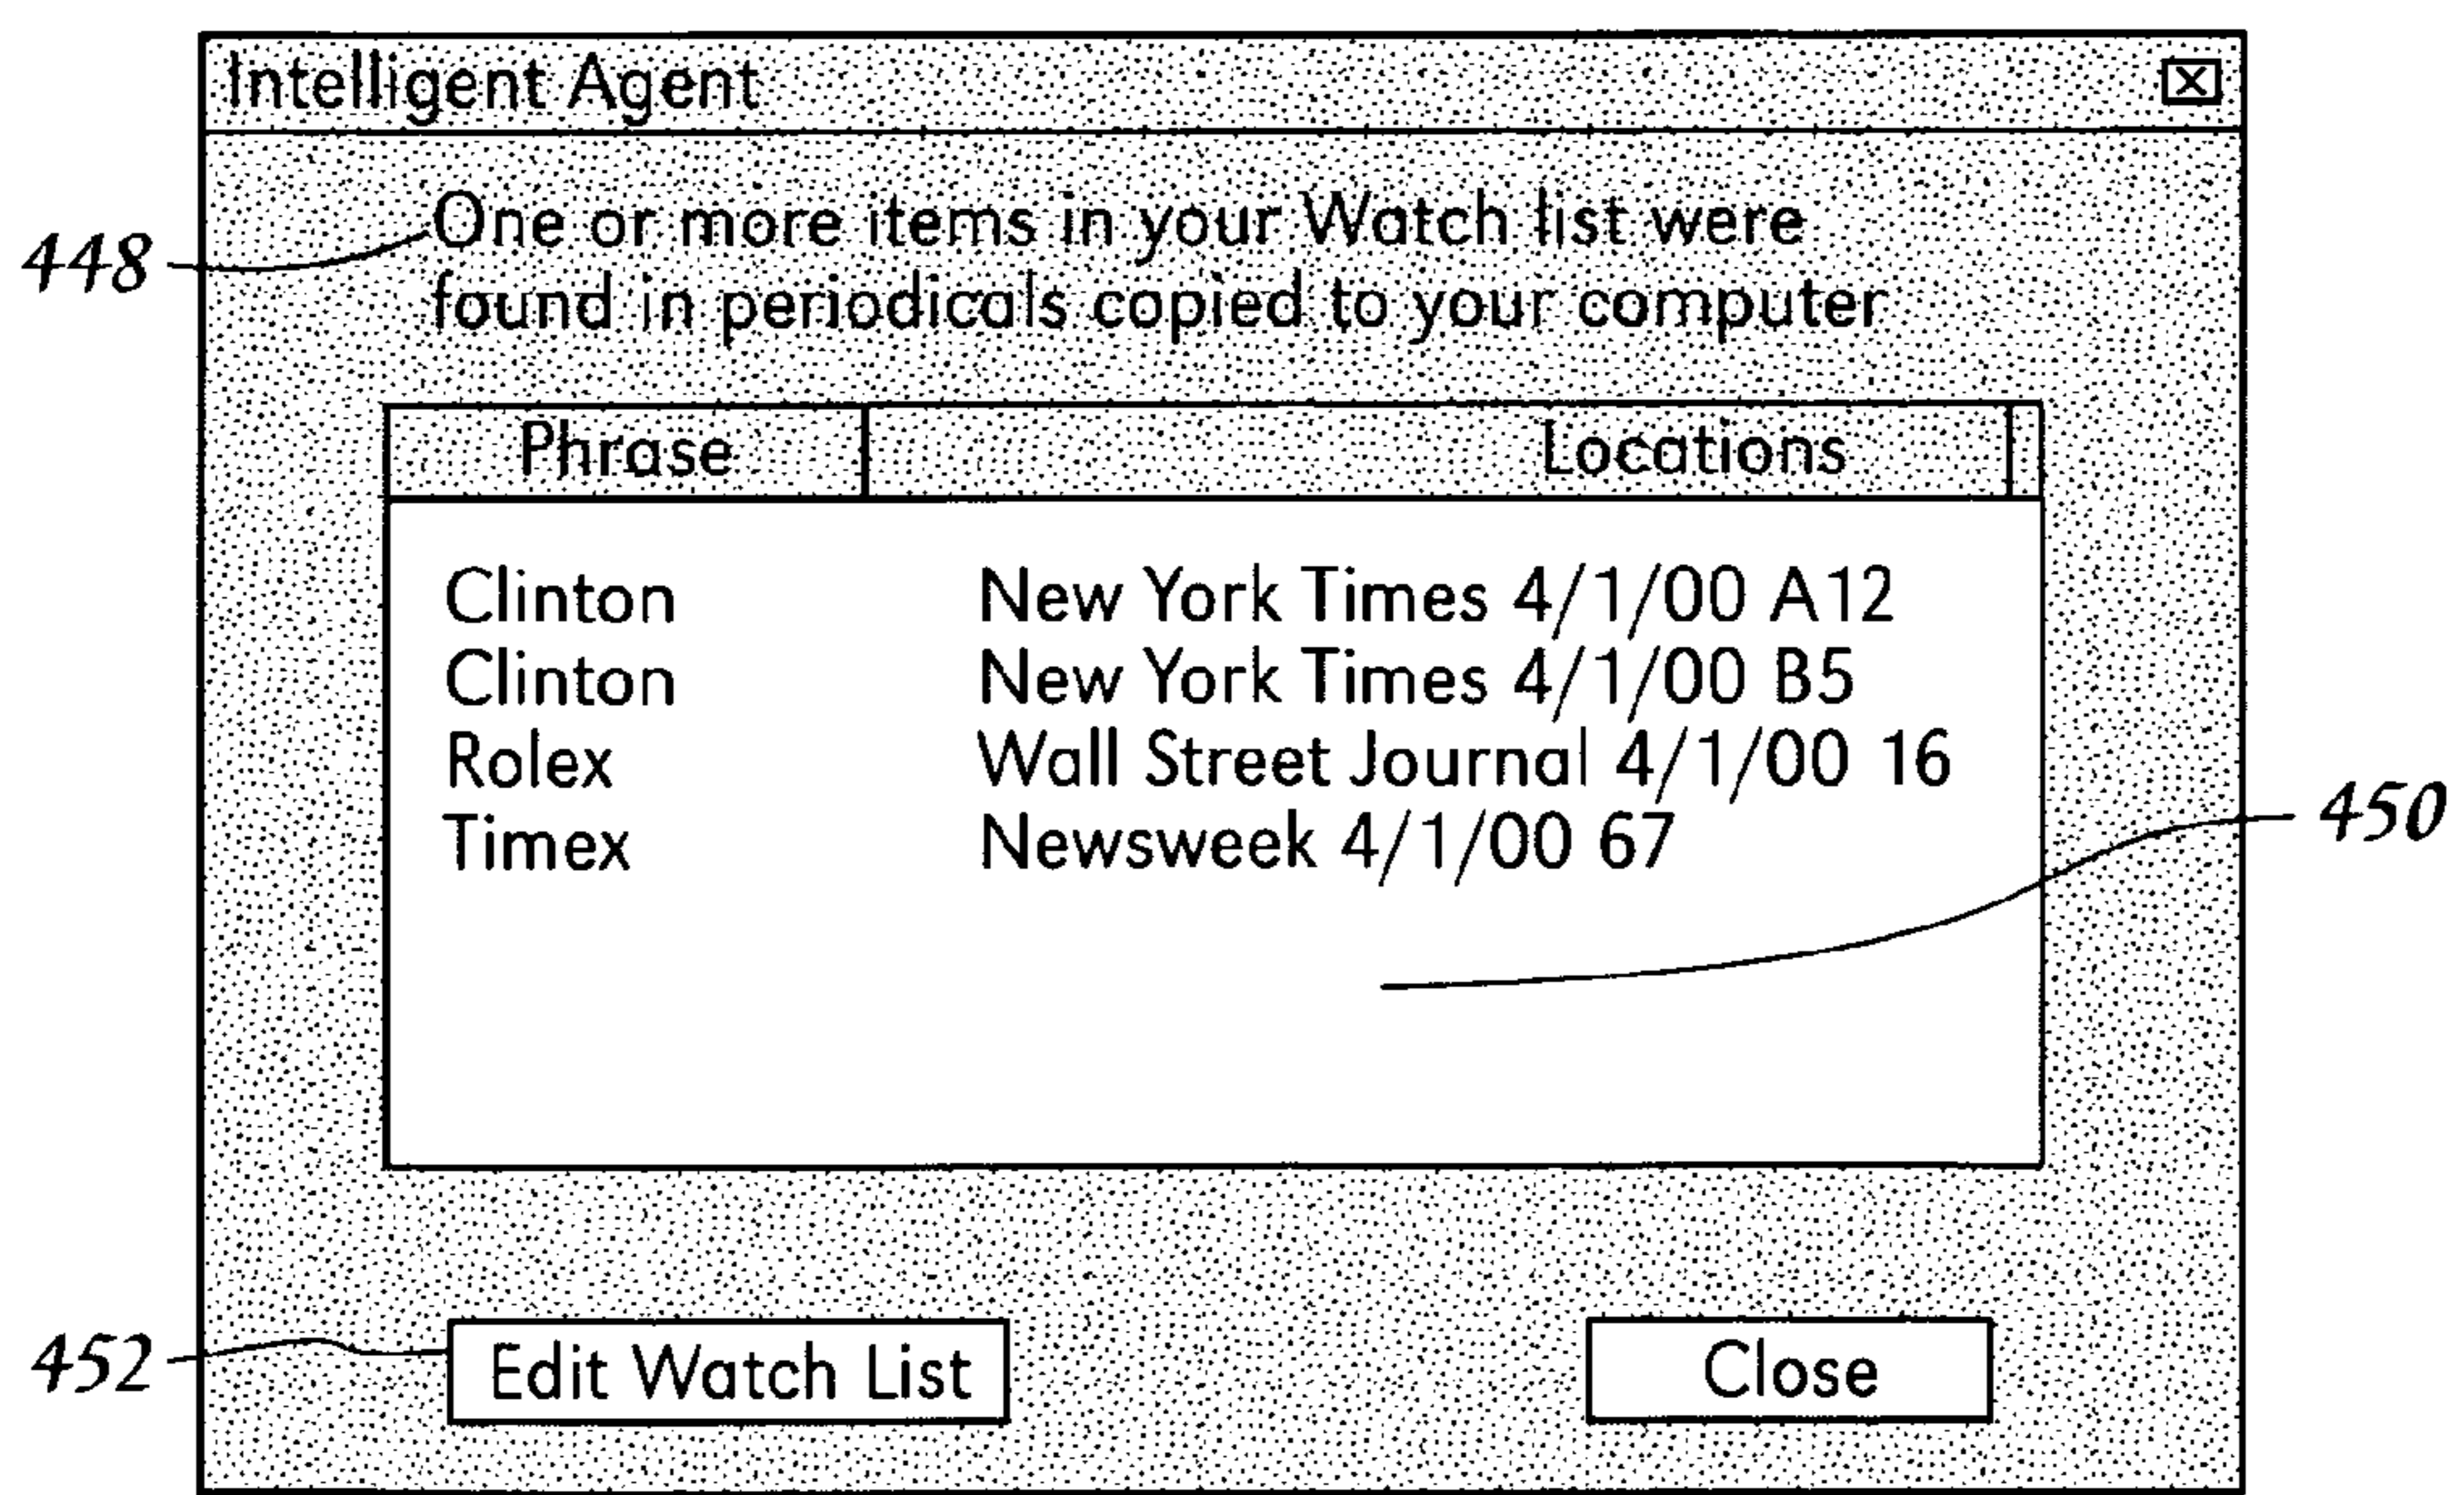 Intelligent Agent
448
One or more items in your Watch list were
found in periodicals copied to your computer
Phrase Locations
Clinton New York Times 4/1/00 A12
Clinton New York Times 4/1/00 B5
Rolex Wall Street Journal 4/1/00 16
Timex Newsweek 4/1/00 67
450
452
Edit Watch List Close